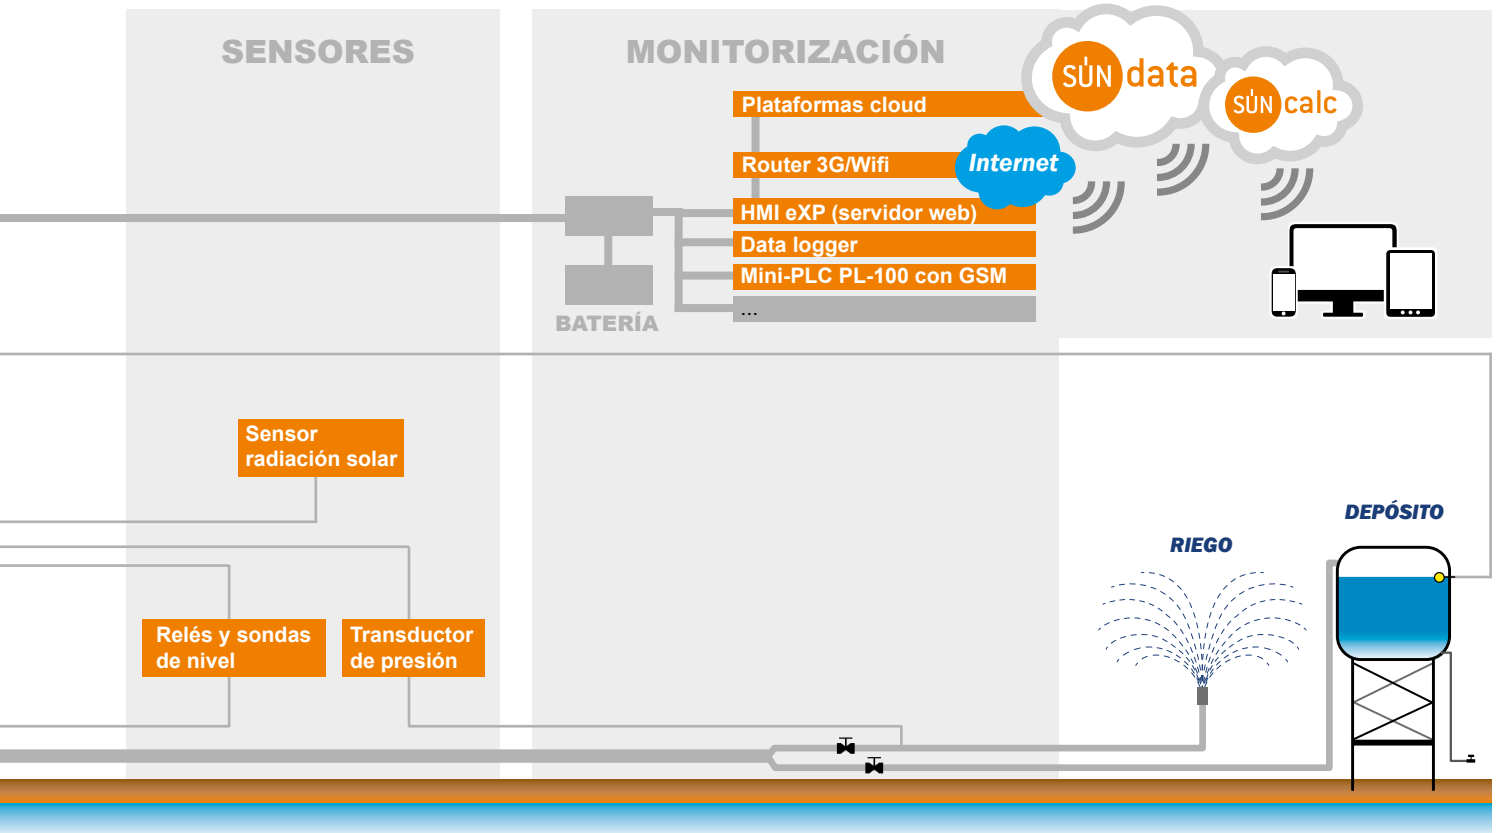 SENSORES
MONITORIZACIÓN
SÚN data
SÚN calc
Plataformas cloud
Router 3G/Wifi
Internet
HMI eXP (servidor web)
Data logger
Mini-PLC PL-100 con GSM
...
BATERÍA
Sensor
radiación solar
Relés y sondas
de nivel
Transductor
de presión
RIEGO
DEPÓSITO